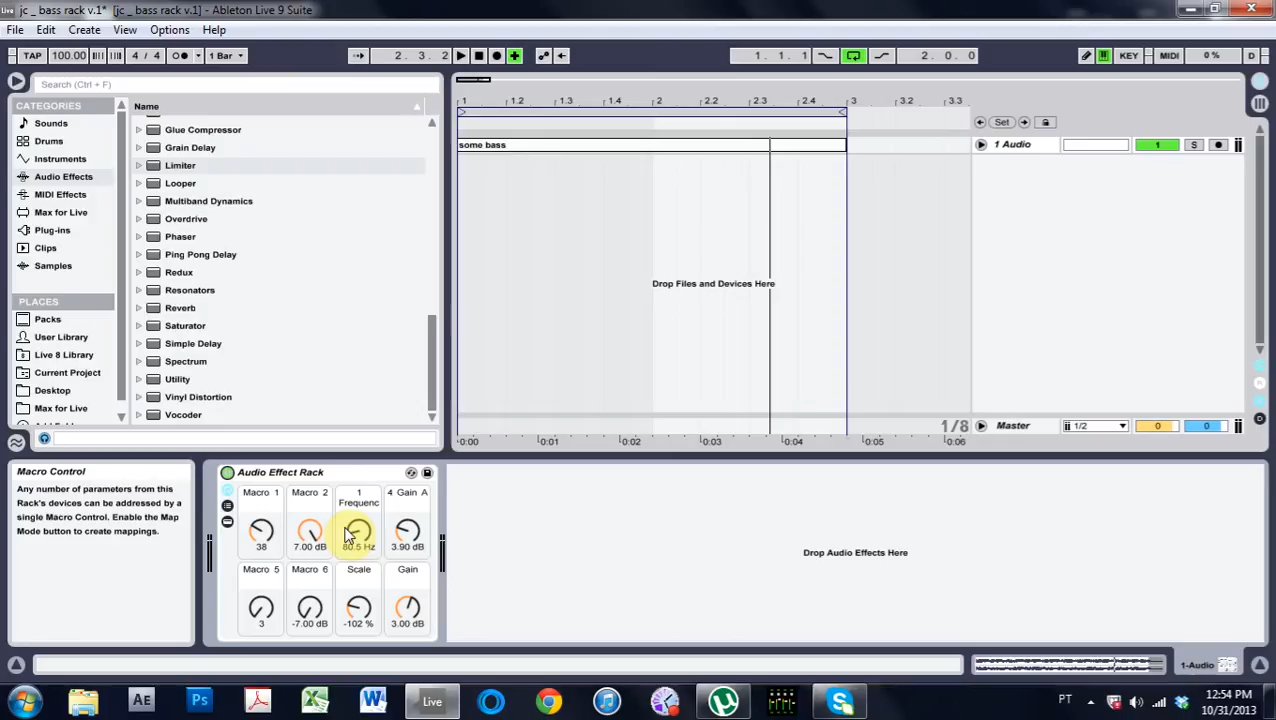 Live jc _ bass rack v.1* [jc _ bass rack v.1] - Ableton Live 9 Suite
File Edit Create View Options Help
TAP 100.00 4 / 4 1 Bar 2. 3. 2 1. 1. 1 2. 0. 0 KEY MIDI 0 % D
Search (Ctrl + F)
CATEGORIES
Sounds
Drums
Instruments
Audio Effects
MIDI Effects
Max for Live
Plug-ins
Clips
Samples
PLACES
Packs
User Library
Live 8 Library
Current Project
Desktop
Max for Live
Name
Glue Compressor
Grain Delay
Limiter
Looper
Multiband Dynamics
Overdrive
Phaser
Ping Pong Delay
Redux
Resonators
Reverb
Saturator
Simple Delay
Spectrum
Utility
Vinyl Distortion
Vocoder
1 1.2 1.3 1.4 2 2.2 2.3 2.4 3 3.2 3.3
Set
some bass
1 Audio 1 S
Drop Files and Devices Here
1/8 Master 1/2 0 0 D
0:00 0:01 0:02 0:03 0:04 0:05 0:06
Macro Control
Any number of parameters from this
Rack's devices can be addressed by
a single Macro Control. Enable the Map
Mode button to create mappings.
Audio Effect Rack
Macro 1 Macro 2 1 Frequenc 4 Gain A
38 7.00 dB 80.5 Hz 3.90 dB
Macro 5 Macro 6 Scale Gain
3 -7.00 dB -102 % 3.00 dB
Drop Audio Effects Here
1-Audio
Ae Ps Live PT 12:54 PM
10/31/2013